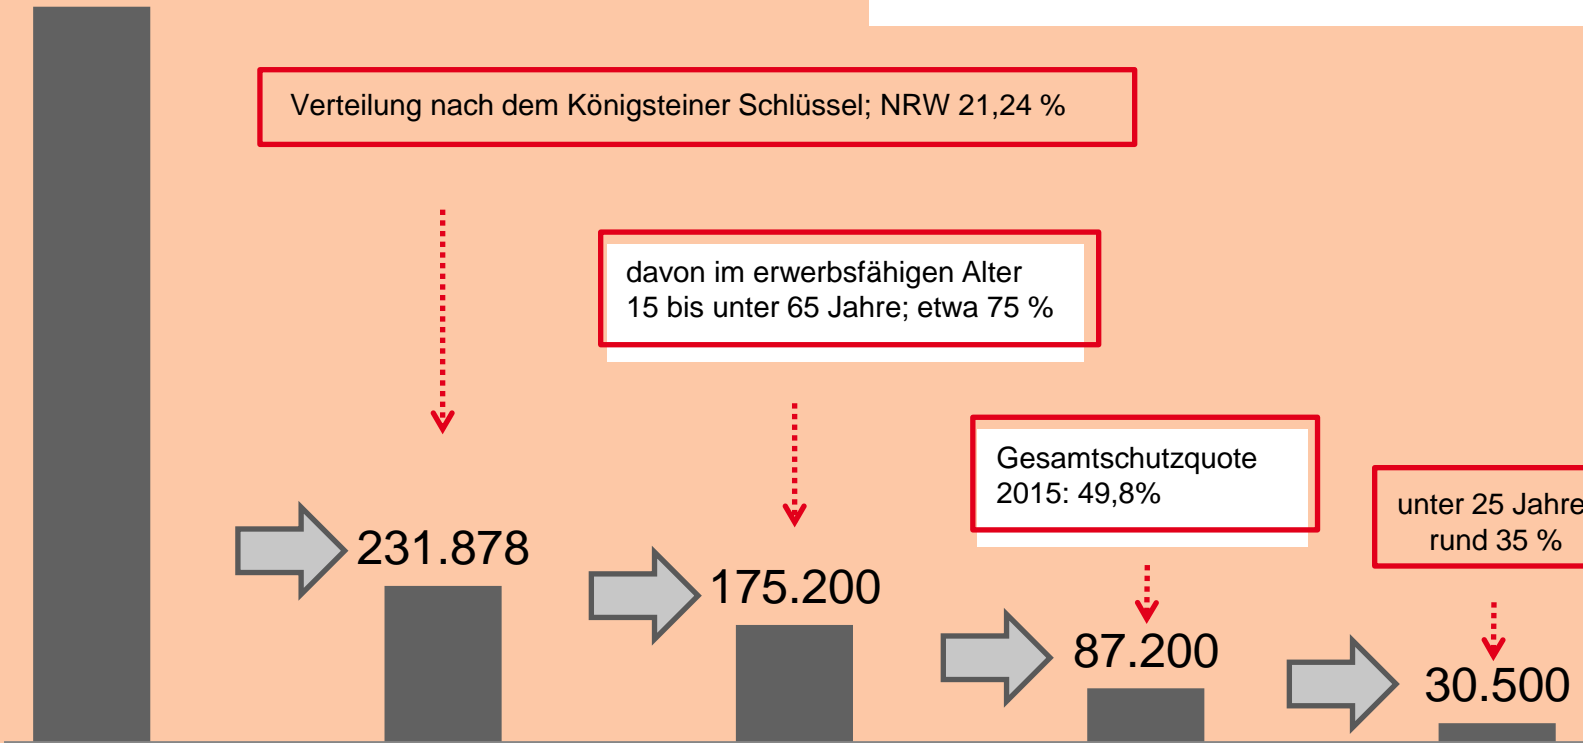 Verteilung nach dem Königsteiner Schlüssel; NRW 21,24 %
davon im erwerbsfähigen Alter
15 bis unter 65 Jahre; etwa 75 %
Gesamtschutzquote
2015: 49,8%
unter 25 Jahre
rund 35 %
231.878
175.200
87.200
30.500